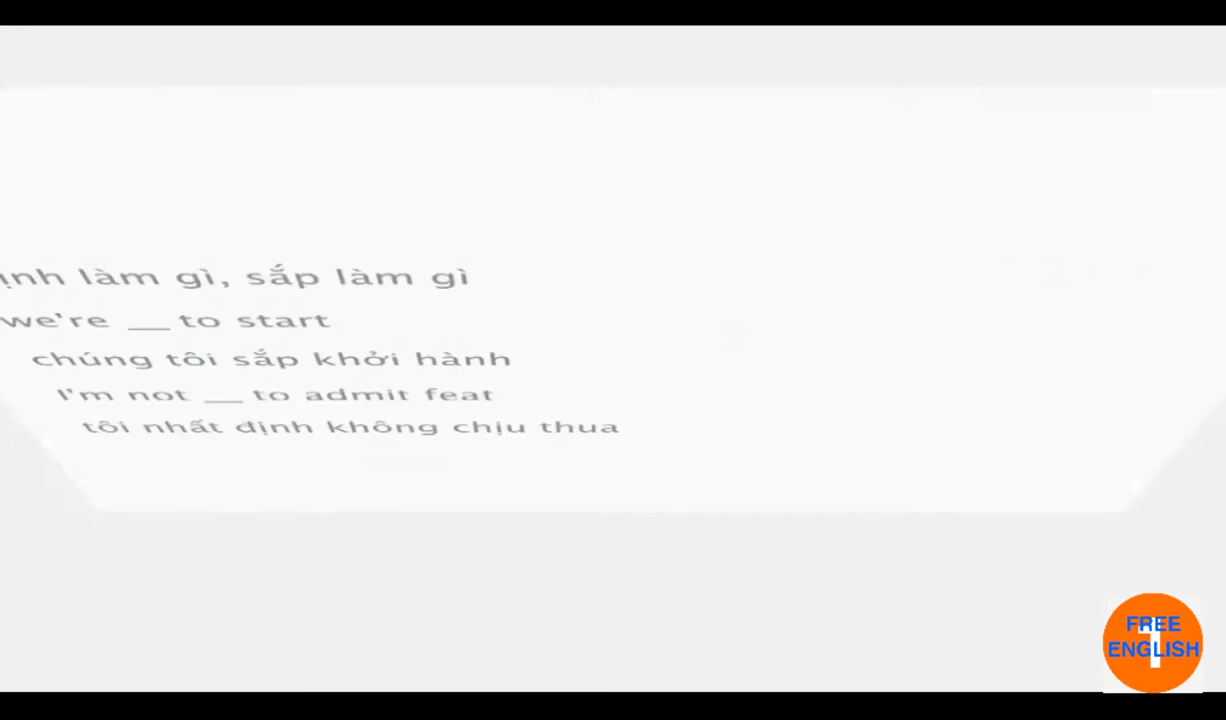 làm gì, sắp làm gì
we're __ to start
chúng tôi sắp khởi hành
I'm not __ to admit feat
tôi nhất định không chịu thua
FREE
1
ENGLISH